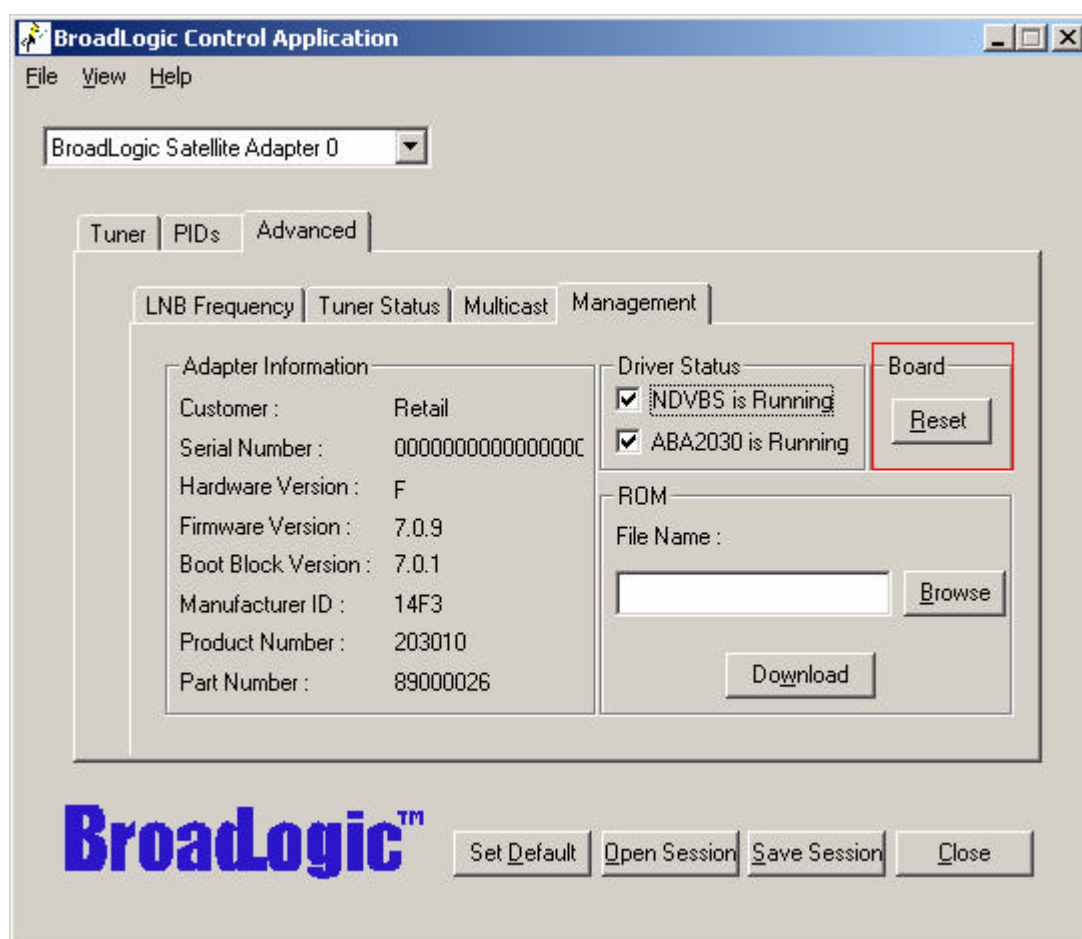 BroadLogic Control Application
File View Help
BroadLogic Satellite Adapter 0
Tuner PIDs Advanced
LNB Frequency Tuner Status Multicast Management
Adapter Information
Customer : Retail
Serial Number : 0000000000000000
Hardware Version : F
Firmware Version : 7.0.9
Boot Block Version : 7.0.1
Manufacturer ID : 14F3
Product Number : 203010
Part Number : 89000026
Driver Status
NDVBS is Running
ABA2030 is Running
Board
Reset
ROM
File Name :
Browse
Download
BroadLogic™
Set Default Open Session Save Session Close